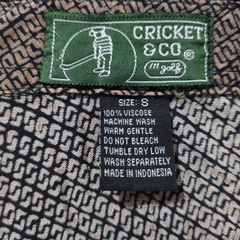 CRICKET
& CO ®
SIZE: S
100% VISCOSE
MACHINE WASH
WARM GENTLE
DO NOT BLEACH
TUMBLE DRY LOW
WASH SEPARATELY
MADE IN INDONESIA